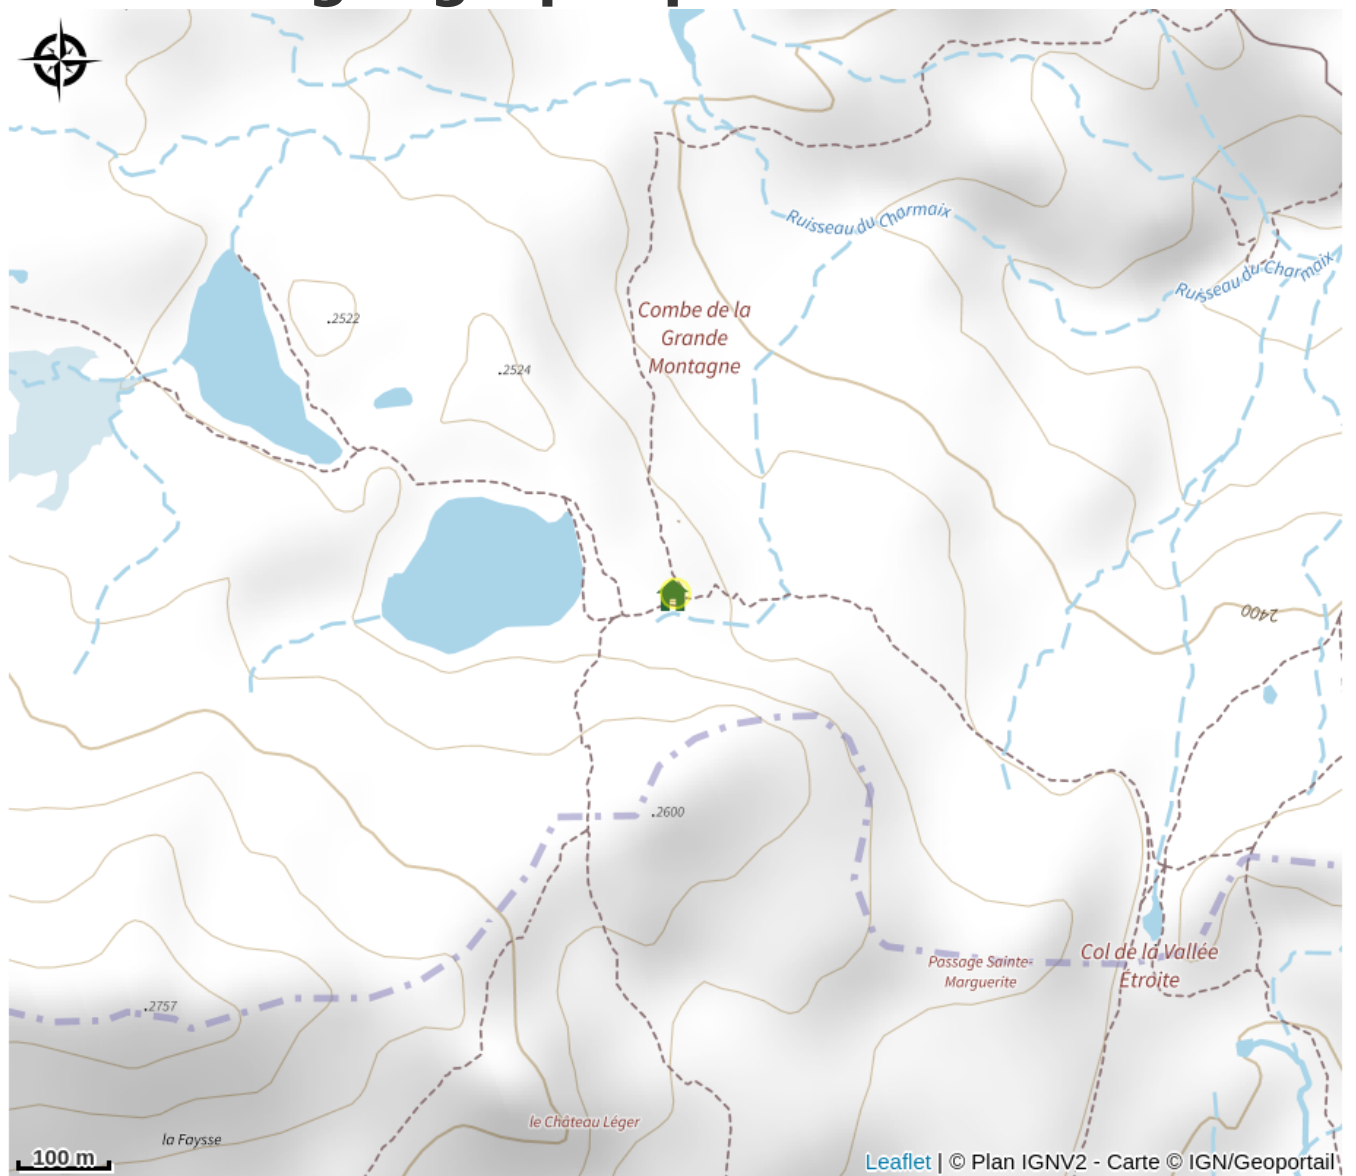 Ruisseau du Charmaix
Ruisseau du Charmaix
Combe de la
Grande
Montagne
.2522
.2524
2400
.2600
Col de la Vallée
Étroite
Passage Sainte-
Marguerite
.2757
le Château Léger
la Faysse
100 m
Leaflet | © Plan IGNV2 - Carte © IGN/Geoportail